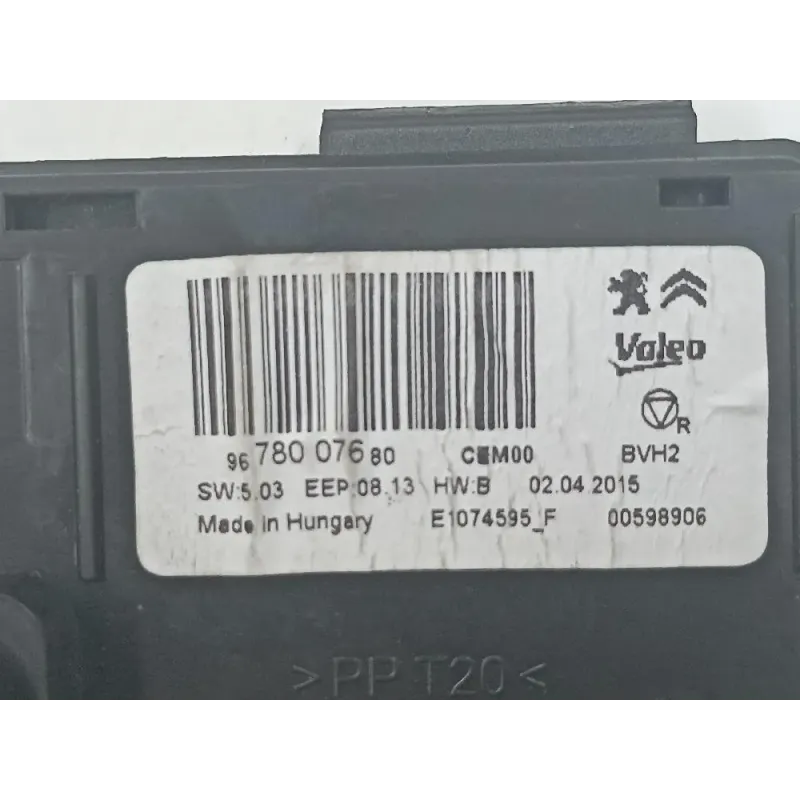 Valeo
R
96 780 076 80 CEM00 BVH2
SW:5.03 EEP:08.13 HW:B 02.04.2015
Made in Hungary E1074595_F 00598906
>PP T20<